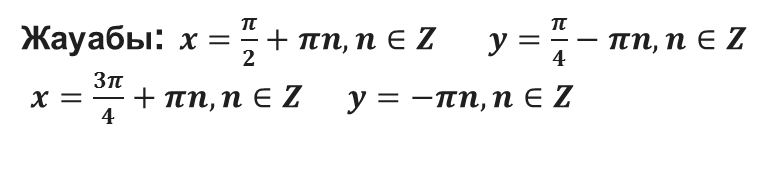 Жауабы: x = π/2 + πn, n ∈ Z y = π/4 − πn, n ∈ Z
x = 3π/4 + πn, n ∈ Z y = −πn, n ∈ Z